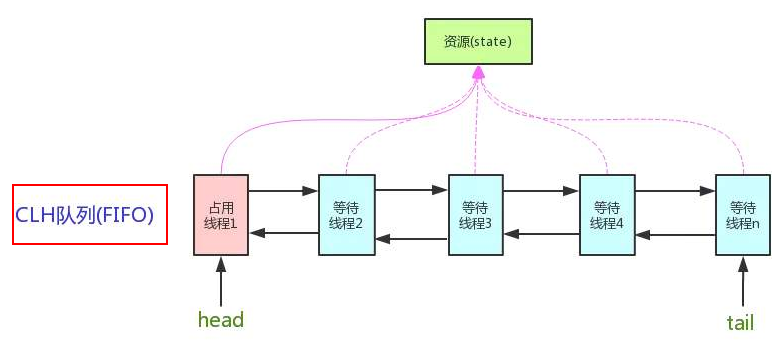 资源(state)
CLH队列(FIFO)
占用
线程1
等待
线程2
等待
线程3
等待
线程4
等待
线程n
head
tail